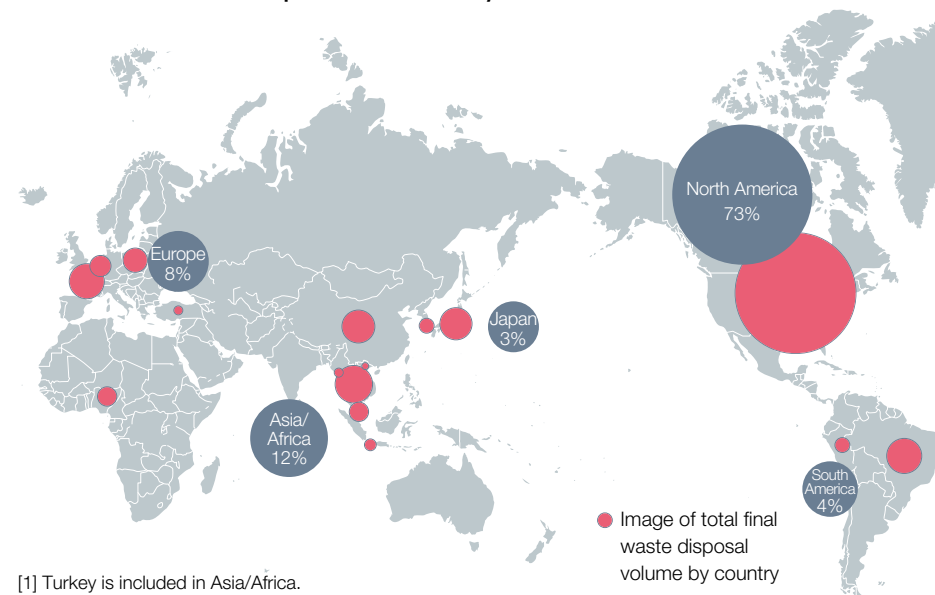 North America
73%
Europe
8%
Japan
3%
Asia/
Africa
12%
South
America
4%
Image of total final
waste disposal
volume by country
[1] Turkey is included in Asia/Africa.